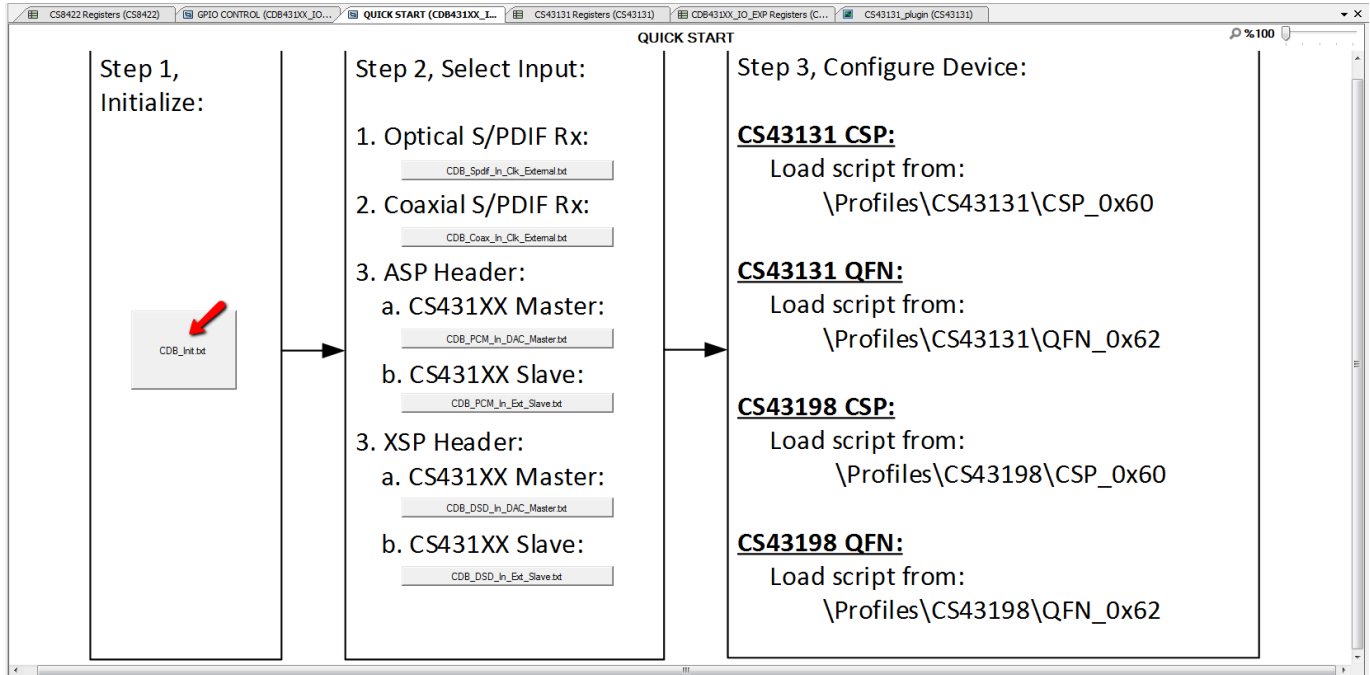 CS8422 Registers (CS8422)
GPIO CONTROL (CDB431XX_IO...
QUICK START (CDB431XX_I...
CS43131 Registers (CS43131)
CDB431XX_IO_EXP Registers (C...
CS43131_plugin (CS43131)
QUICK START
%100
Step 1,
Initialize:
CDB_Init.txt
Step 2, Select Input:
1. Optical S/PDIF Rx:
CDB_Spdif_In_Clk_External.txt
2. Coaxial S/PDIF Rx:
CDB_Coax_In_Clk_External.txt
3. ASP Header:
a. CS431XX Master:
CDB_PCM_In_DAC_Master.txt
b. CS431XX Slave:
CDB_PCM_In_Ext_Slave.txt
3. XSP Header:
a. CS431XX Master:
CDB_DSD_In_DAC_Master.txt
b. CS431XX Slave:
CDB_DSD_In_Ext_Slave.txt
Step 3, Configure Device:
CS43131 CSP:
Load script from:
\Profiles\CS43131\CSP_0x60
CS43131 QFN:
Load script from:
\Profiles\CS43131\QFN_0x62
CS43198 CSP:
Load script from:
\Profiles\CS43198\CSP_0x60
CS43198 QFN:
Load script from:
\Profiles\CS43198\QFN_0x62